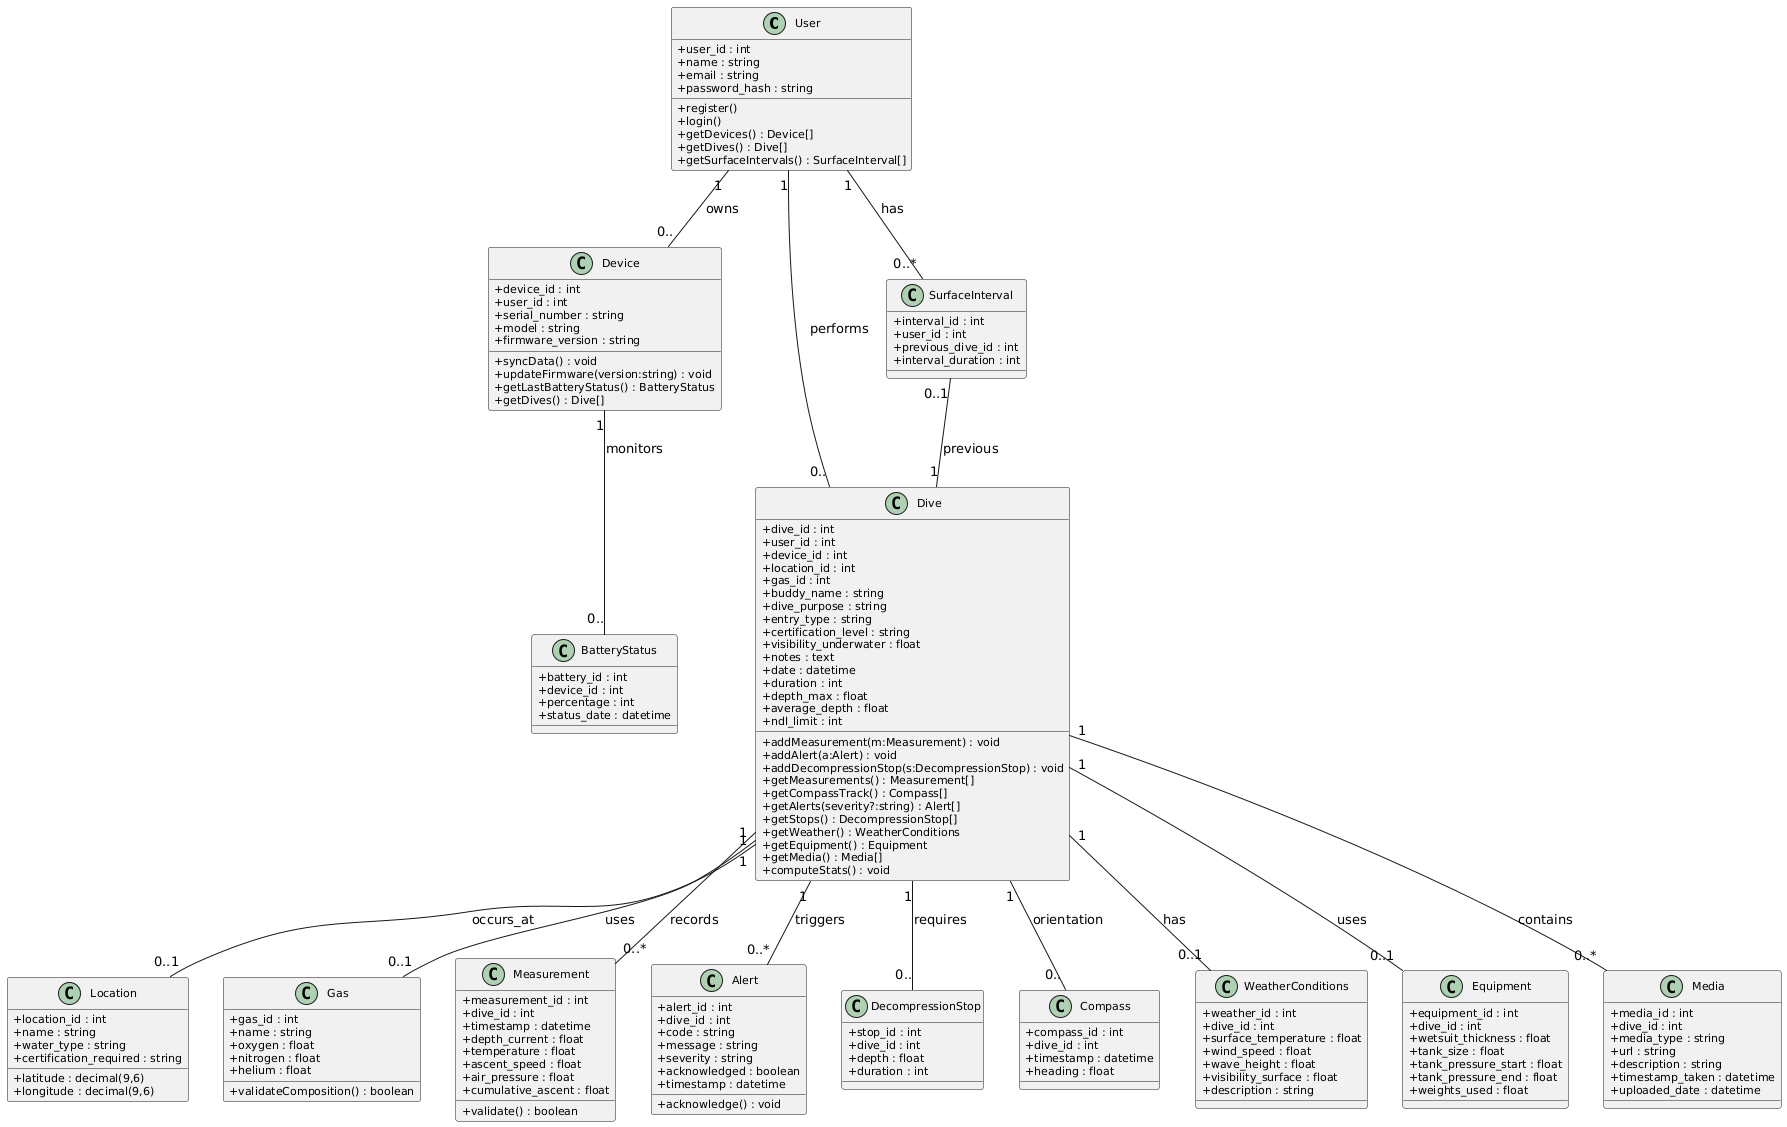 C User
+user_id : int
+name : string
+email : string
+password_hash : string
+register()
+login()
+getDevices() : Device[]
+getDives() : Dive[]
+getSurfaceIntervals() : SurfaceInterval[]
1
owns
0..
1
performs
0..
1
has
0..*
C Device
+device_id : int
+user_id : int
+serial_number : string
+model : string
+firmware_version : string
+syncData() : void
+updateFirmware(version:string) : void
+getLastBatteryStatus() : BatteryStatus
+getDives() : Dive[]
C SurfaceInterval
+interval_id : int
+user_id : int
+previous_dive_id : int
+interval_duration : int
0..1
previous
1
1
monitors
0..
C BatteryStatus
+battery_id : int
+device_id : int
+percentage : int
+status_date : datetime
C Dive
+dive_id : int
+user_id : int
+device_id : int
+location_id : int
+gas_id : int
+buddy_name : string
+dive_purpose : string
+entry_type : string
+certification_level : string
+visibility_underwater : float
+notes : text
+date : datetime
+duration : int
+depth_max : float
+average_depth : float
+ndl_limit : int
+addMeasurement(m:Measurement) : void
+addAlert(a:Alert) : void
+addDecompressionStop(s:DecompressionStop) : void
+getMeasurements() : Measurement[]
+getCompassTrack() : Compass[]
+getAlerts(severity?:string) : Alert[]
+getStops() : DecompressionStop[]
+getWeather() : WeatherConditions
+getEquipment() : Equipment
+getMedia() : Media[]
+computeStats() : void
1
occurs_at
0..1
1
uses
0..1
1
records
0..*
1
triggers
0..*
1
requires
0..
1
orientation
0..
1
has
0..1
1
uses
0..1
1
contains
0..*
C Location
+location_id : int
+name : string
+water_type : string
+certification_required : string
+latitude : decimal(9,6)
+longitude : decimal(9,6)
C Gas
+gas_id : int
+name : string
+oxygen : float
+nitrogen : float
+helium : float
+validateComposition() : boolean
C Measurement
+measurement_id : int
+dive_id : int
+timestamp : datetime
+depth_current : float
+temperature : float
+ascent_speed : float
+air_pressure : float
+cumulative_ascent : float
+validate() : boolean
C Alert
+alert_id : int
+dive_id : int
+code : string
+message : string
+severity : string
+acknowledged : boolean
+timestamp : datetime
+acknowledge() : void
C DecompressionStop
+stop_id : int
+dive_id : int
+depth : float
+duration : int
C Compass
+compass_id : int
+dive_id : int
+timestamp : datetime
+heading : float
C WeatherConditions
+weather_id : int
+dive_id : int
+surface_temperature : float
+wind_speed : float
+wave_height : float
+visibility_surface : float
+description : string
C Equipment
+equipment_id : int
+dive_id : int
+wetsuit_thickness : float
+tank_size : float
+tank_pressure_start : float
+tank_pressure_end : float
+weights_used : float
C Media
+media_id : int
+dive_id : int
+media_type : string
+url : string
+description : string
+timestamp_taken : datetime
+uploaded_date : datetime